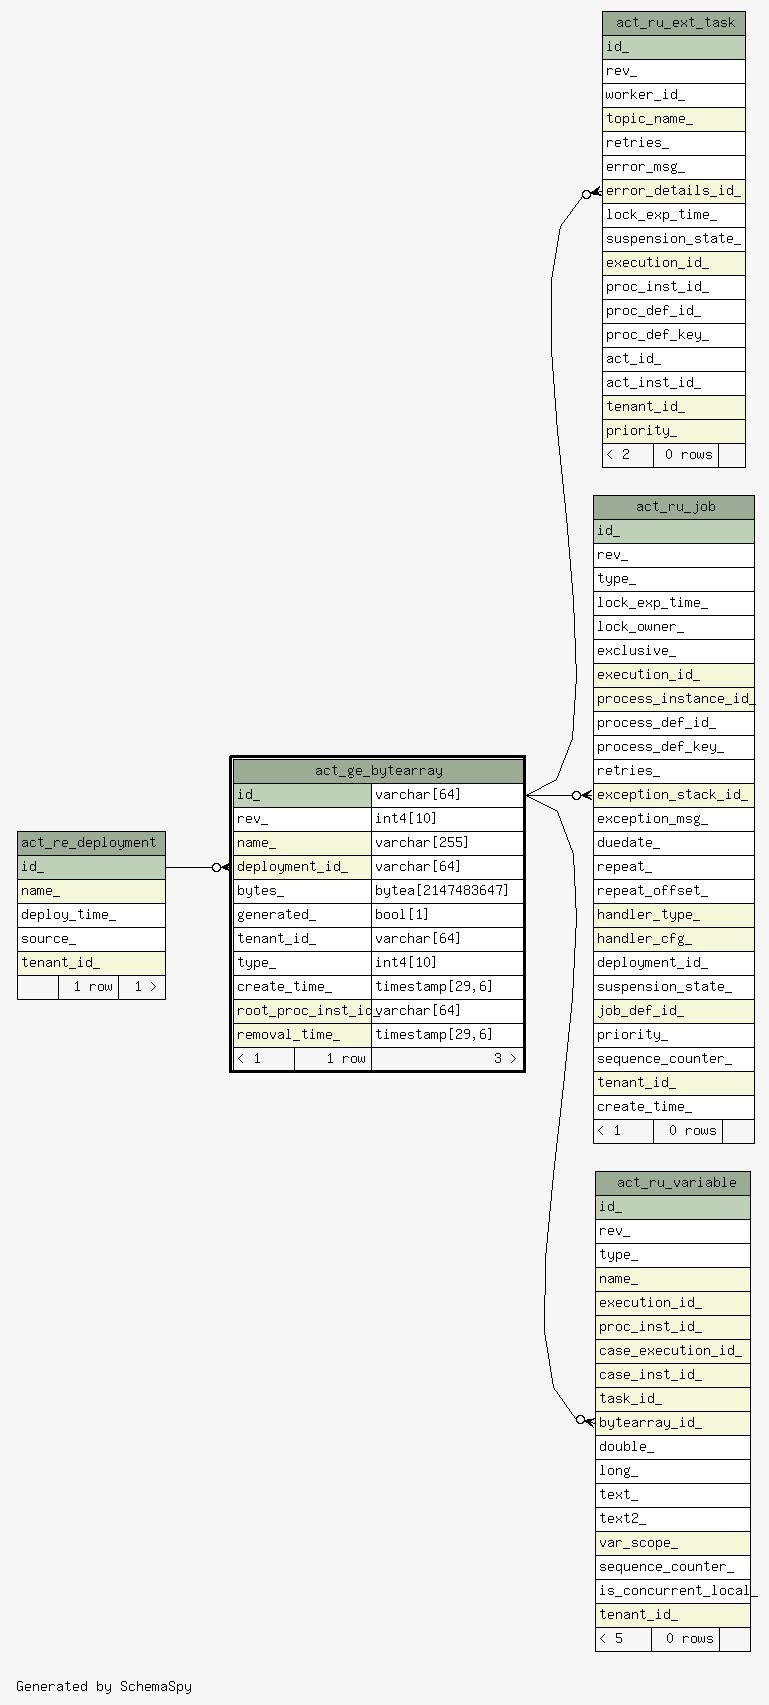 act_ru_ext_task
id_
rev_
worker_id_
topic_name_
retries_
error_msg_
error_details_id_
lock_exp_time_
suspension_state_
execution_id_
proc_inst_id_
proc_def_id_
proc_def_key_
act_id_
act_inst_id_
tenant_id_
priority_
< 2 0 rows
act_ru_job
id_
rev_
type_
lock_exp_time_
lock_owner_
exclusive_
execution_id_
process_instance_id_
process_def_id_
process_def_key_
retries_
exception_stack_id_
exception_msg_
duedate_
repeat_
repeat_offset_
handler_type_
handler_cfg_
deployment_id_
suspension_state_
job_def_id_
priority_
sequence_counter_
tenant_id_
create_time_
< 1 0 rows
act_ge_bytearray
id_ varchar[64]
rev_ int4[10]
name_ varchar[255]
deployment_id_ varchar[64]
bytes_ bytea[2147483647]
generated_ bool[1]
tenant_id_ varchar[64]
type_ int4[10]
create_time_ timestamp[29,6]
root_proc_inst_id_ varchar[64]
removal_time_ timestamp[29,6]
< 1 1 row 3 >
act_re_deployment
id_
name_
deploy_time_
source_
tenant_id_
1 row 1 >
act_ru_variable
id_
rev_
type_
name_
execution_id_
proc_inst_id_
case_execution_id_
case_inst_id_
task_id_
bytearray_id_
double_
long_
text_
text2_
var_scope_
sequence_counter_
is_concurrent_local_
tenant_id_
< 5 0 rows
Generated by SchemaSpy